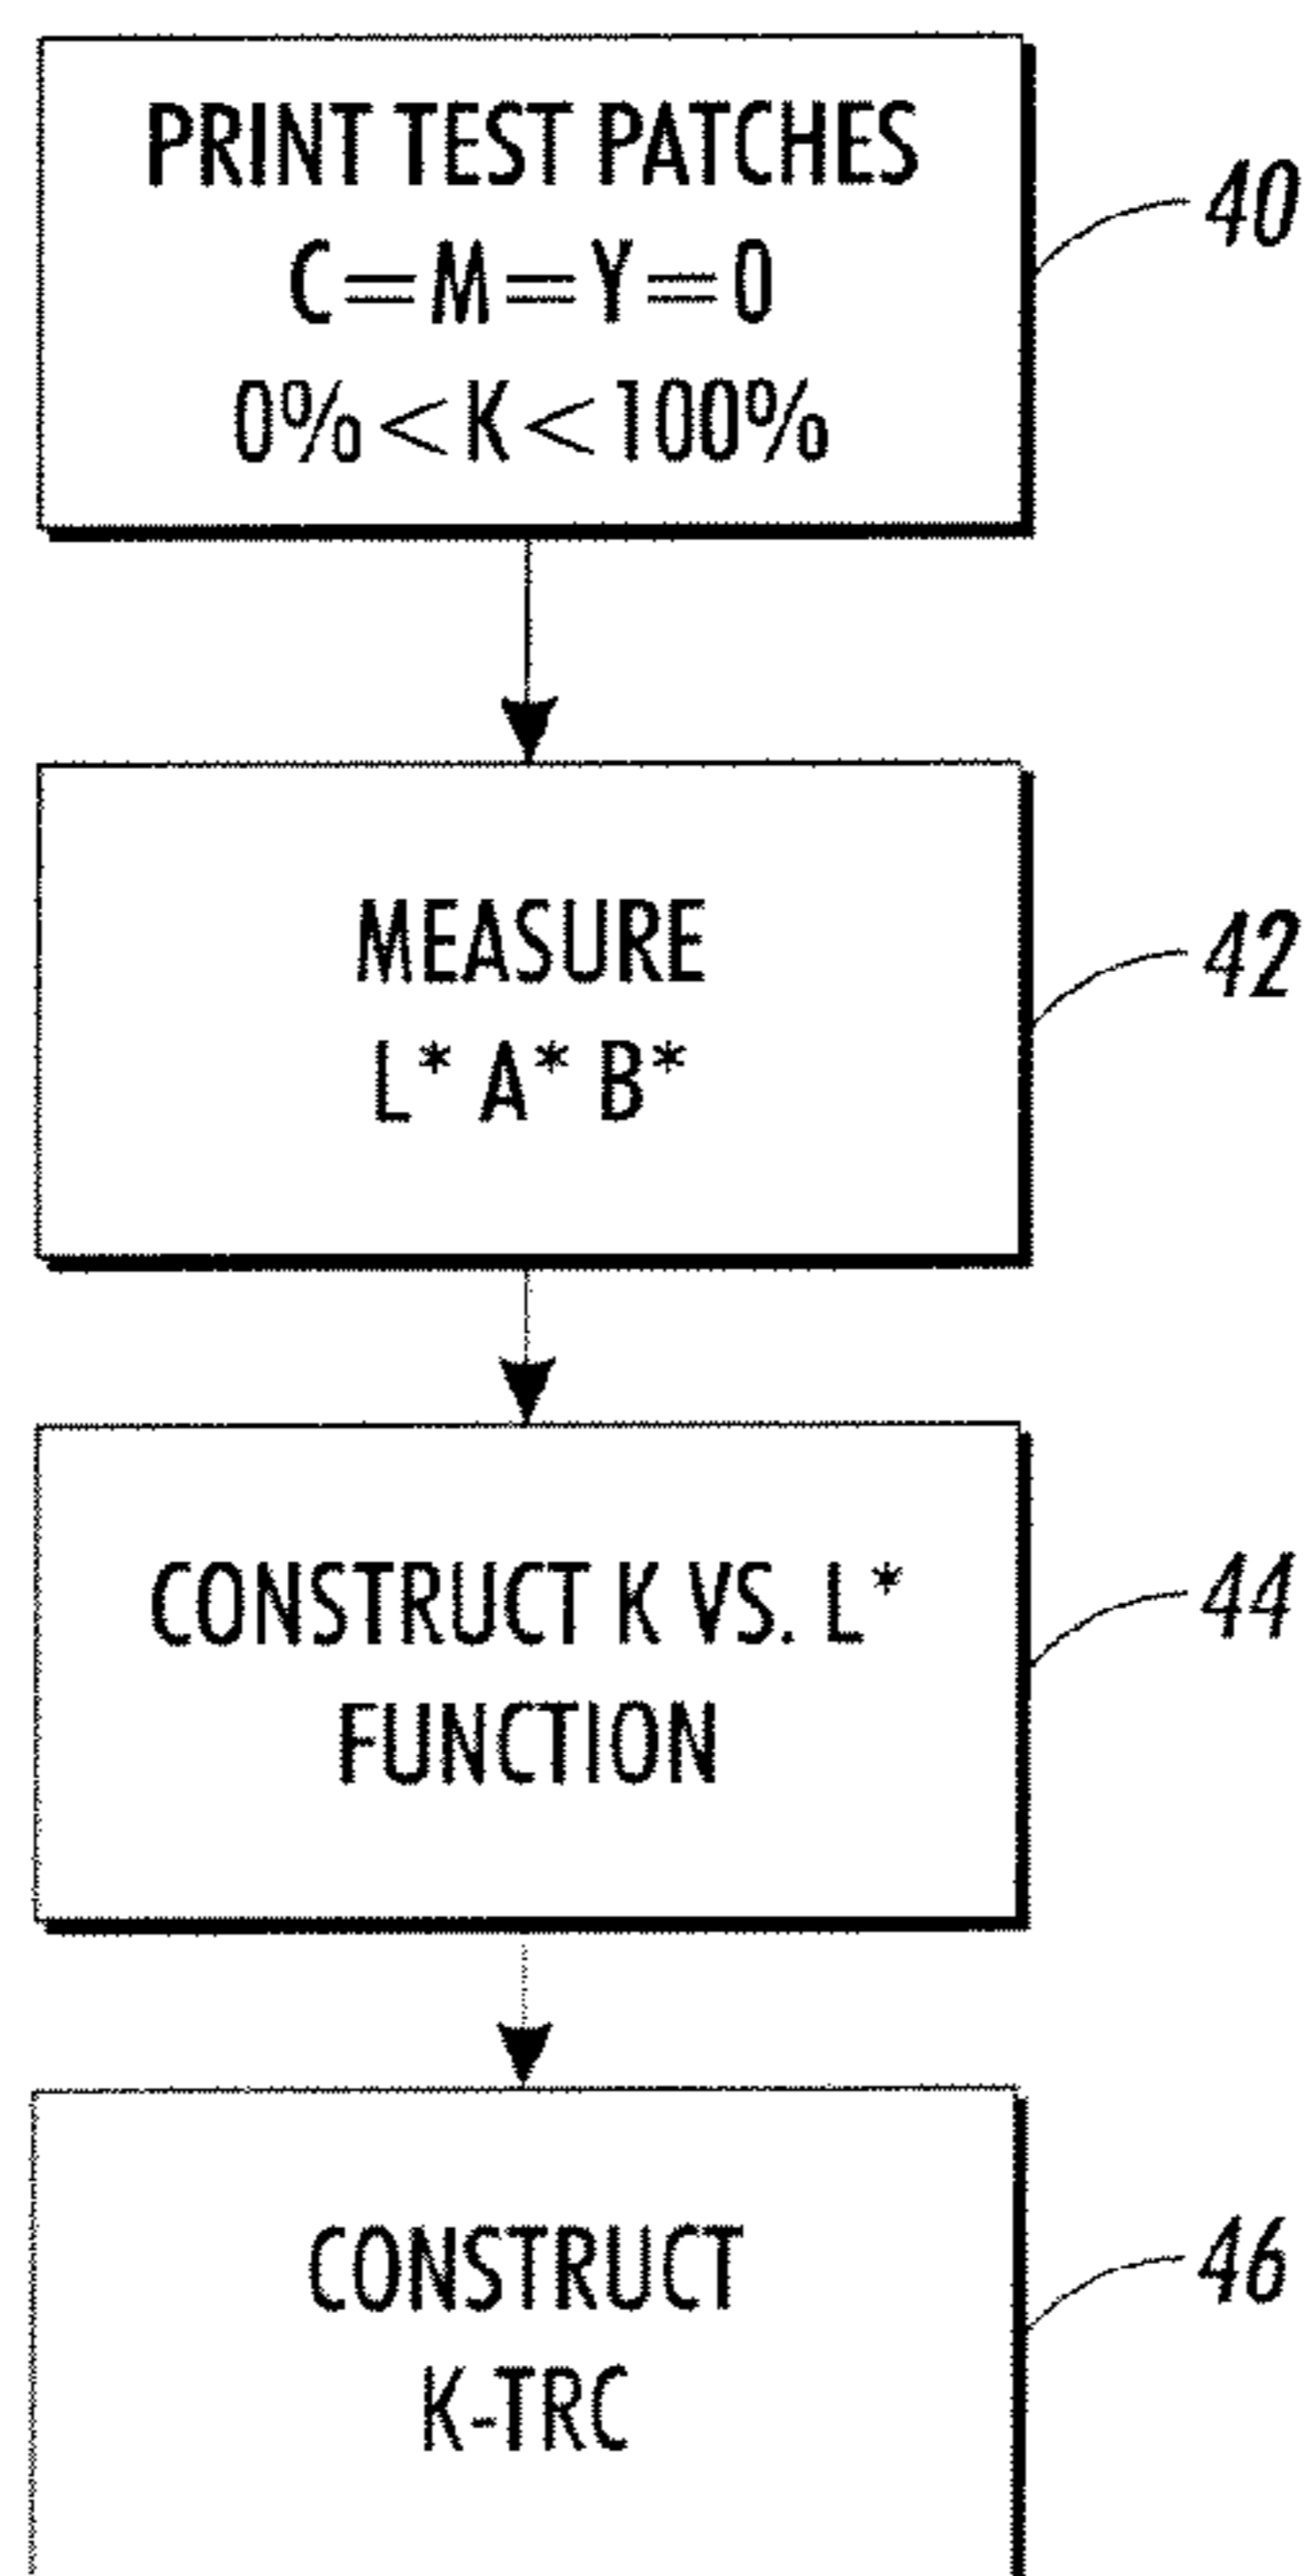 PRINT TEST PATCHES
C=M=Y=0
0%<K<100%
40
MEASURE
L* A* B*
42
CONSTRUCT K VS. L*
FUNCTION
44
CONSTRUCT
K-TRC
46